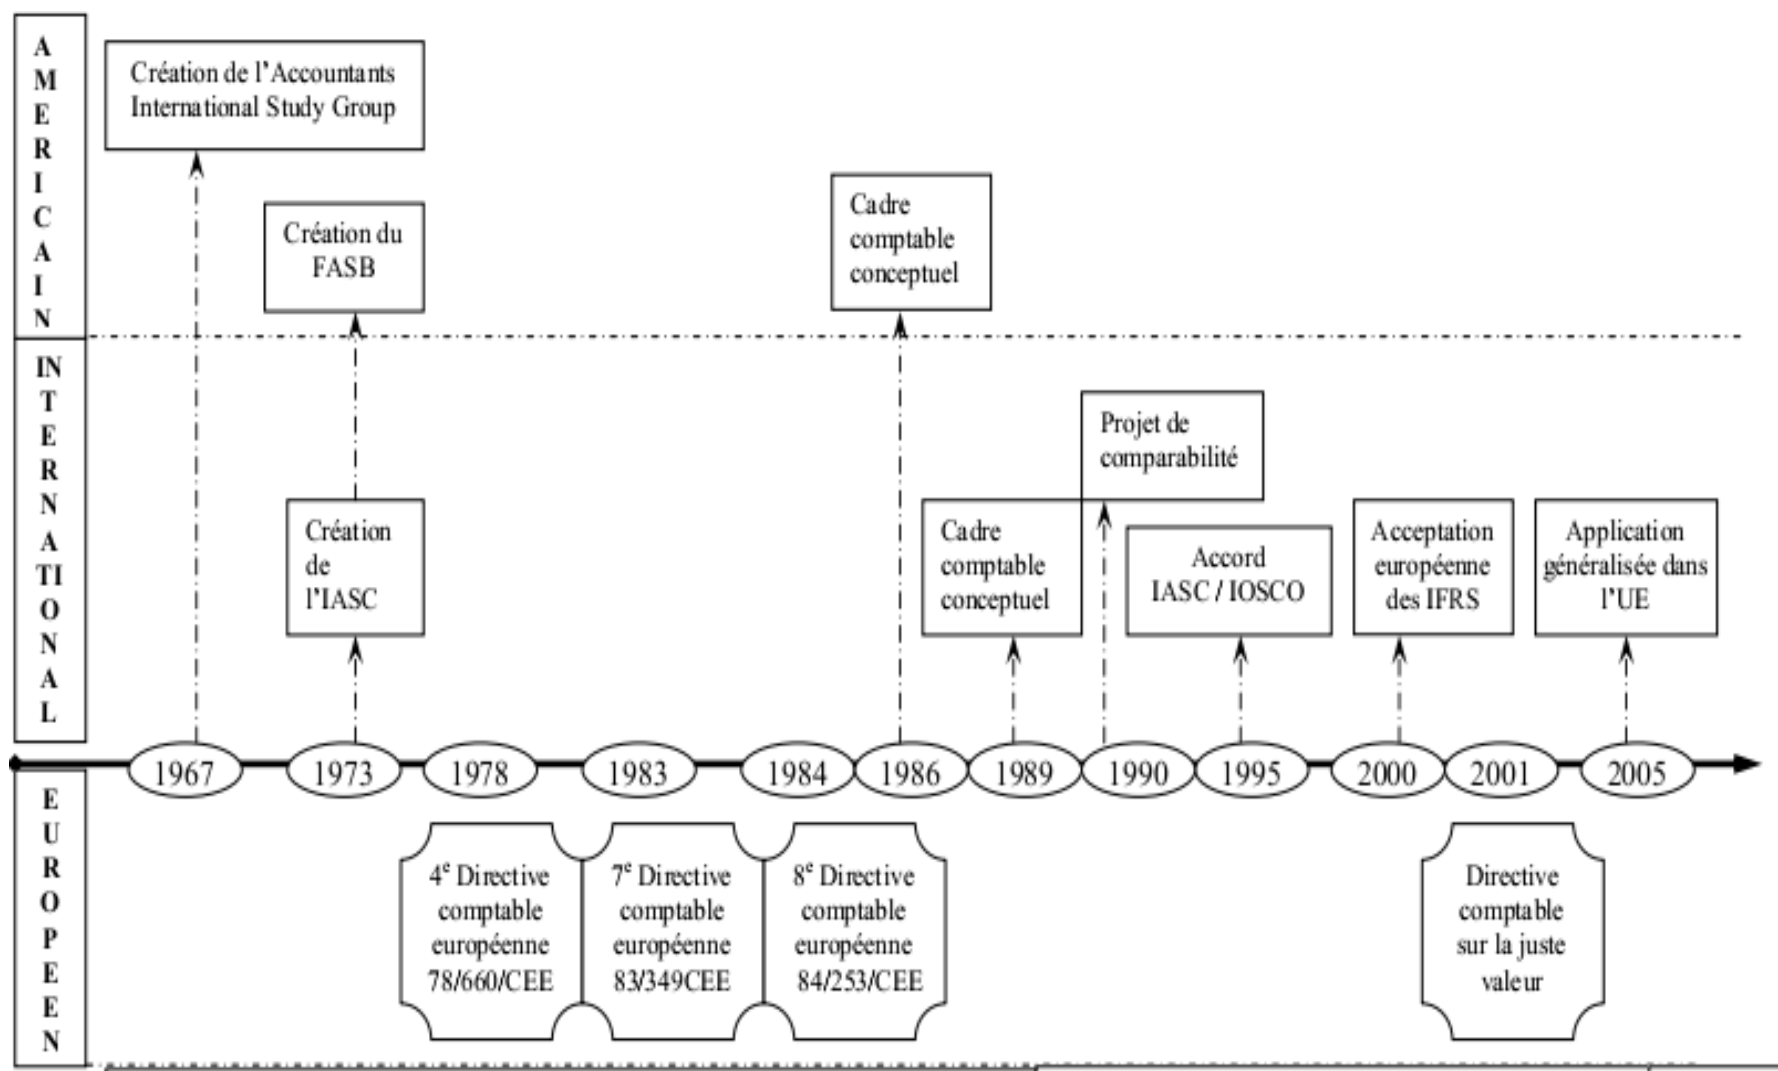 AMERICAIN
Création de l'Accountants
International Study Group
Création du
FASB
Cadre
comptable
conceptuel
INTERNATIONAL
Création
de
l'IASC
Cadre
comptable
conceptuel
Projet de
comparabilité
Accord
IASC / IOSCO
Acceptation
européenne
des IFRS
Application
généralisée dans
l'UE
1967 1973 1978 1983 1984 1986 1989 1990 1995 2000 2001 2005
EUROPEEN
4e Directive
comptable
européenne
78/660/CEE
7e Directive
comptable
européenne
83/349CEE
8e Directive
comptable
européenne
84/253/CEE
Directive
comptable
sur la juste
valeur